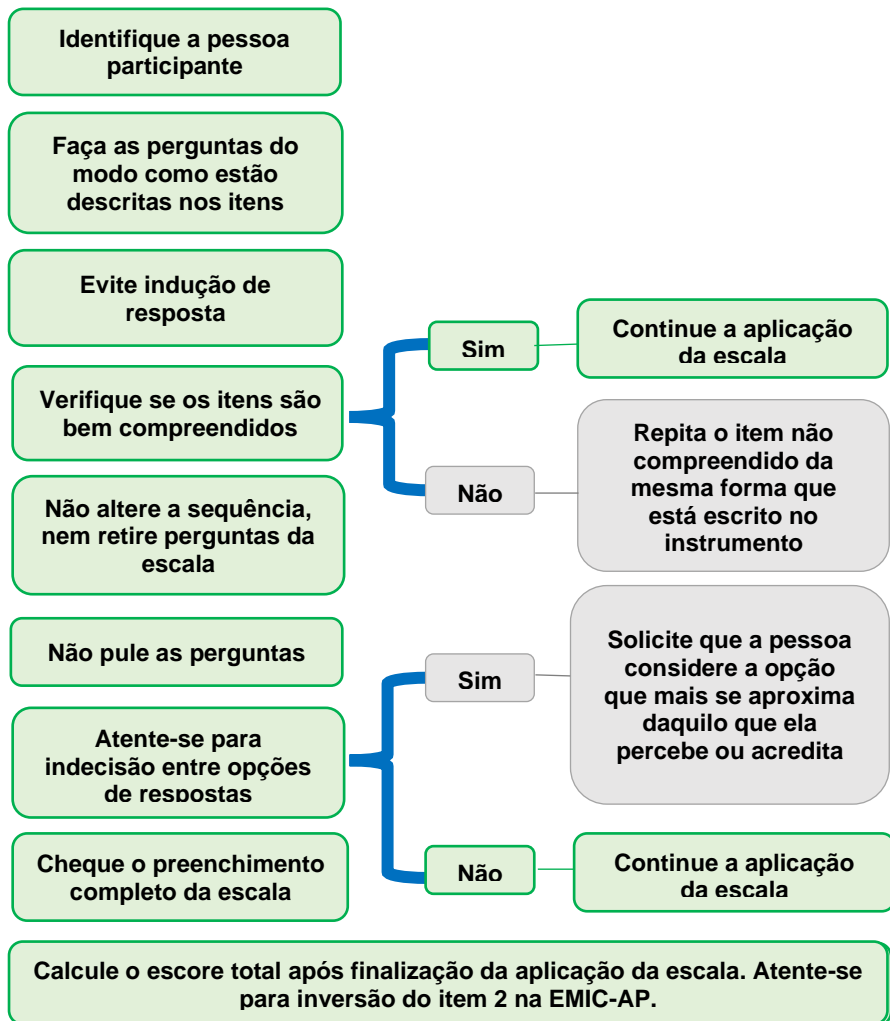 Identifique a pessoa
participante
Faça as perguntas do
modo como estão
descritas nos itens
Evite indução de
resposta
Verifique se os itens são
bem compreendidos
Sim
Continue a aplicação
da escala
Não
Repita o item não
compreendido da
mesma forma que
está escrito no
instrumento
Não altere a sequência,
nem retire perguntas da
escala
Não pule as perguntas
Atente-se para
indecisão entre opções
de respostas
Sim
Solicite que a pessoa
considere a opção
que mais se aproxima
daquilo que ela
percebe ou acredita
Não
Continue a aplicação
da escala
Cheque o preenchimento
completo da escala
Calcule o escore total após finalização da aplicação da escala. Atente-se
para inversão do item 2 na EMIC-AP.